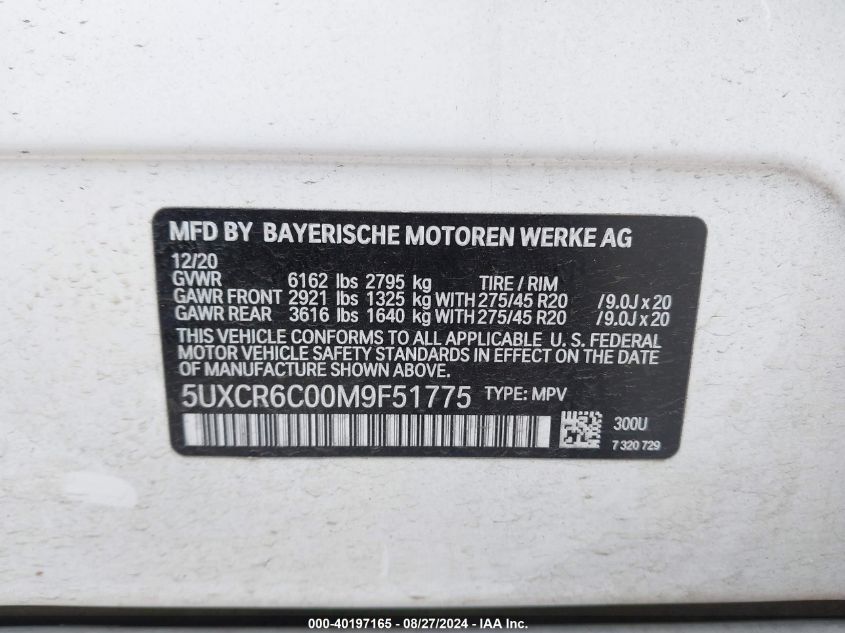 MFD BY BAYERISCHE MOTOREN WERKE AG
12/20
GVWR 6162 lbs 2795 kg TIRE / RIM
GAWR FRONT 2921 lbs 1325 kg WITH 275/45 R20 /9.0J x 20
GAWR REAR 3616 lbs 1640 kg WITH 275/45 R20 /9.0J x 20
THIS VEHICLE CONFORMS TO ALL APPLICABLE U. S. FEDERAL
MOTOR VEHICLE SAFETY STANDARDS IN EFFECT ON THE DATE
OF MANUFACTURE SHOWN ABOVE.
5UXCR6C00M9F51775 TYPE: MPV
300U
7 320 729
000-40197165 - 08/27/2024 - IAA Inc.